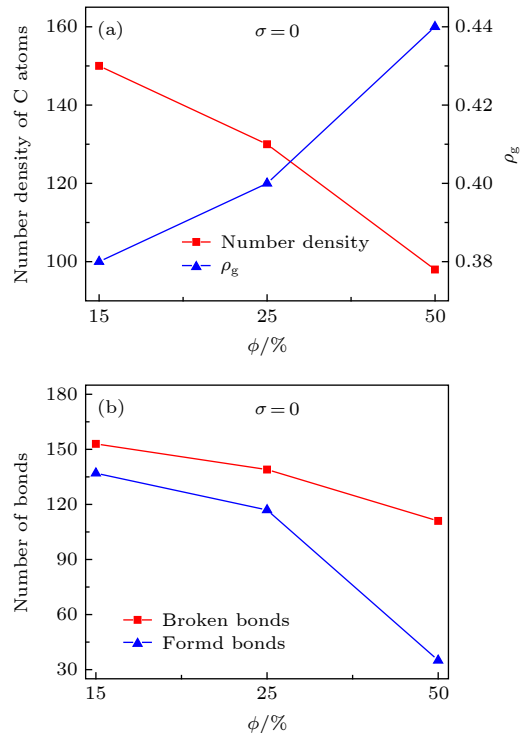 (a)
σ = 0
Number density of C atoms
160
140
120
100
0.44
0.42
0.40
0.38
ρg
Number density
ρg
15
25
50
ϕ/%
(b)
σ = 0
Number of bonds
180
150
120
90
60
30
Broken bonds
Formd bonds
15
25
50
ϕ/%